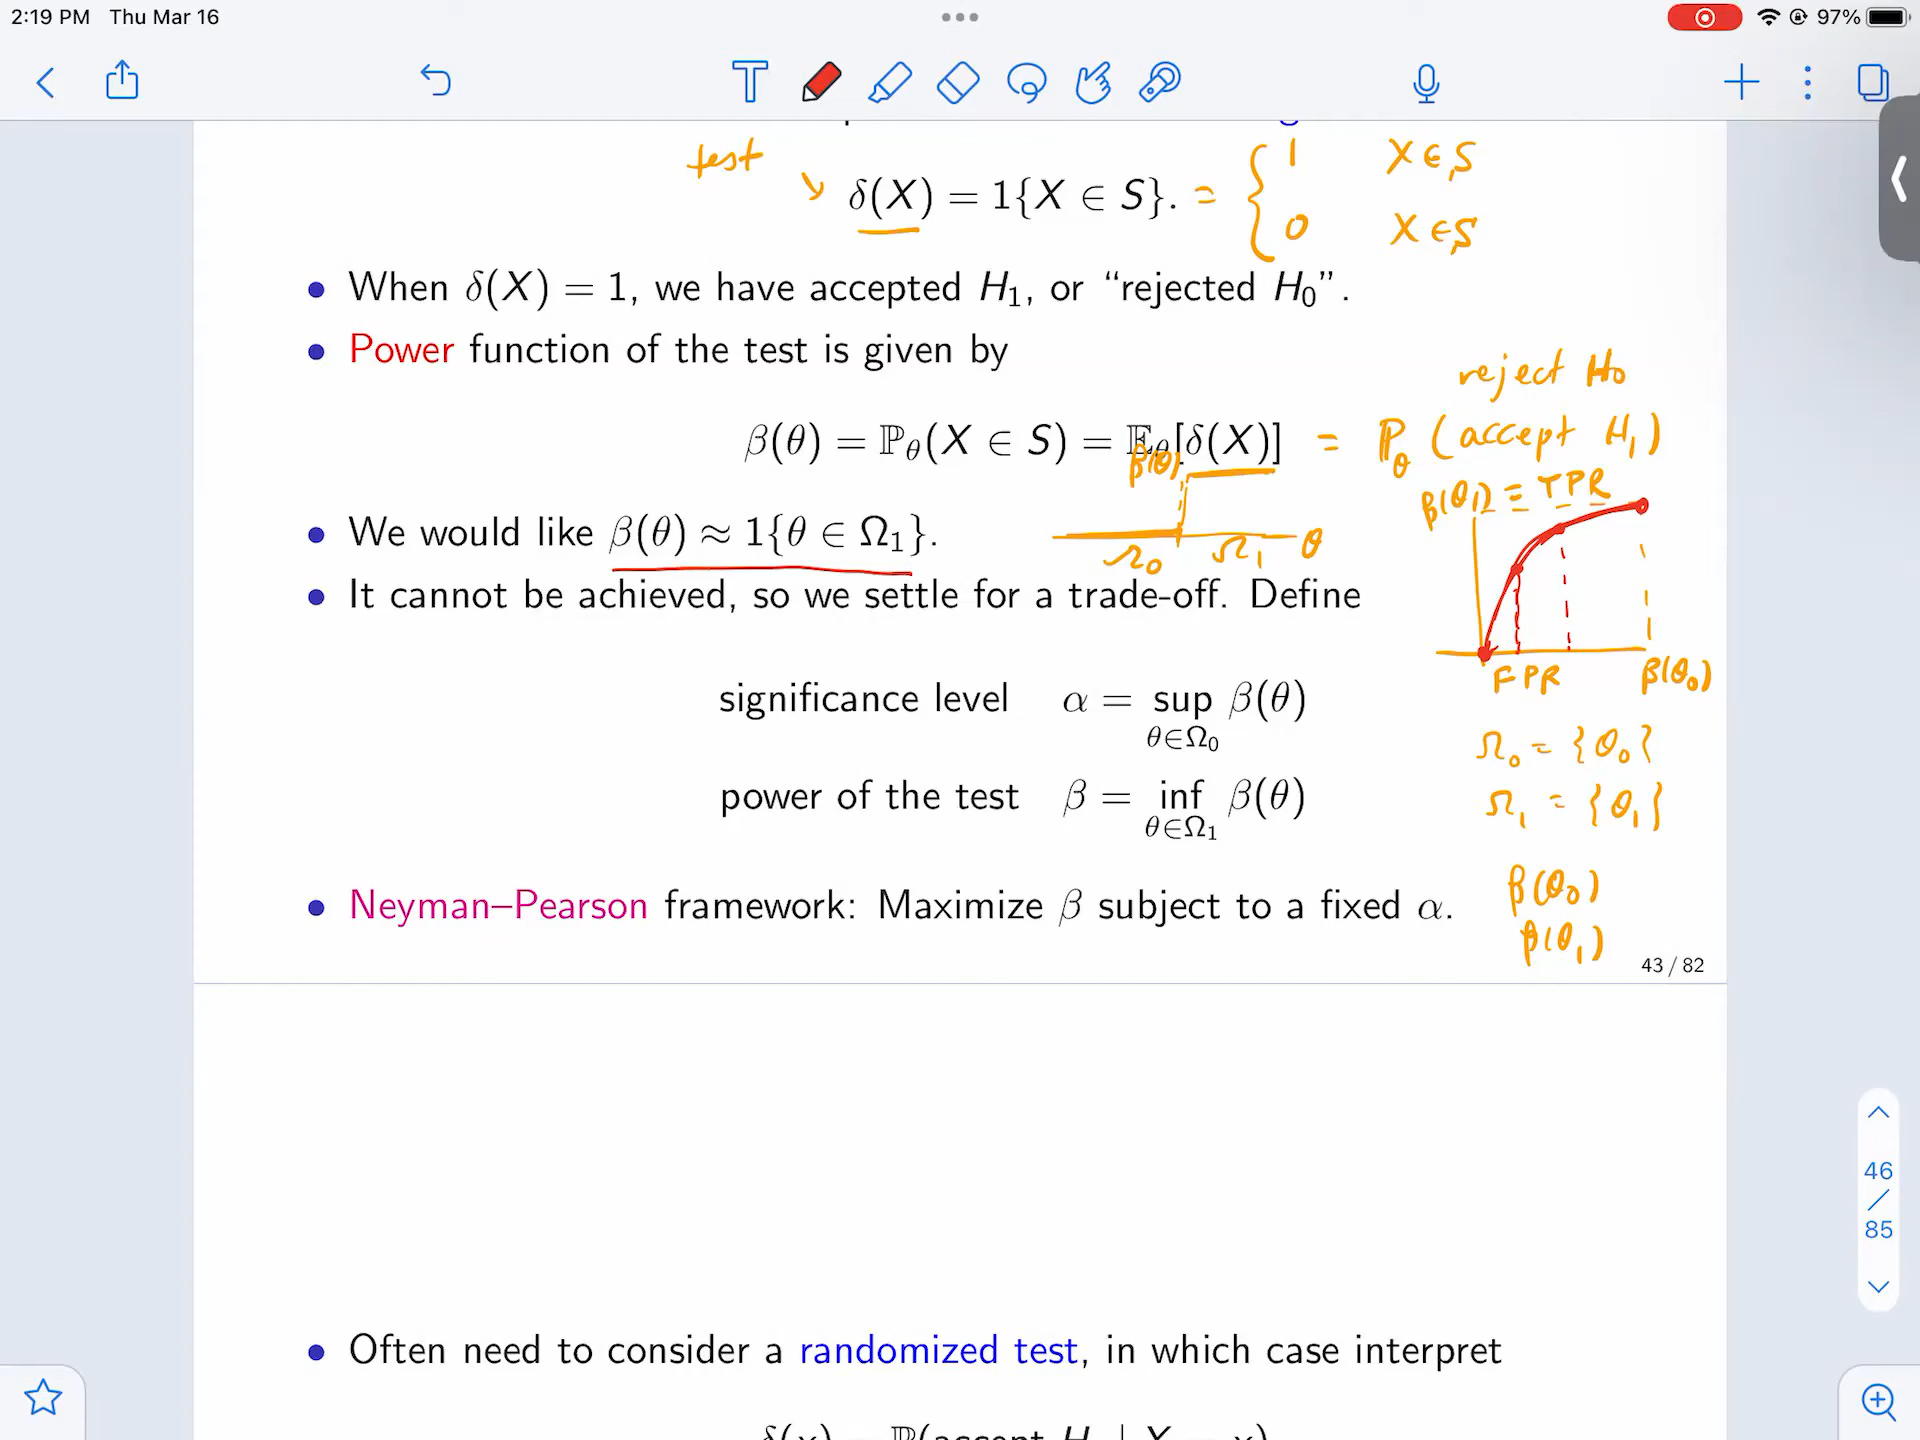 2:19 PM Thu Mar 16
97%
test
δ(X) = 1{X ∈ S}. = { 1 X ∈ S
0 X ∈ S
• When δ(X) = 1, we have accepted H₁, or “rejected H₀”.
• Power function of the test is given by
reject H₀
β(θ) = ℙ_θ(X ∈ S) = 𝔼_θ[δ(X)] = ℙ_θ (accept H₁)
β(θ)
β(θ₁) ≡ TPR
• We would like β(θ) ≈ 1{θ ∈ Ω₁}.
Ω₀ Ω₁ θ
• It cannot be achieved, so we settle for a trade-off. Define
FPR β(θ₀)
significance level α = sup β(θ)
θ∈Ω₀
Ω₀ = {θ₀}
power of the test β = inf β(θ)
θ∈Ω₁
Ω₁ = {θ₁}
• Neyman–Pearson framework: Maximize β subject to a fixed α.
β(θ₀)
β(θ₁)
43 / 82
46
/
85
• Often need to consider a randomized test, in which case interpret